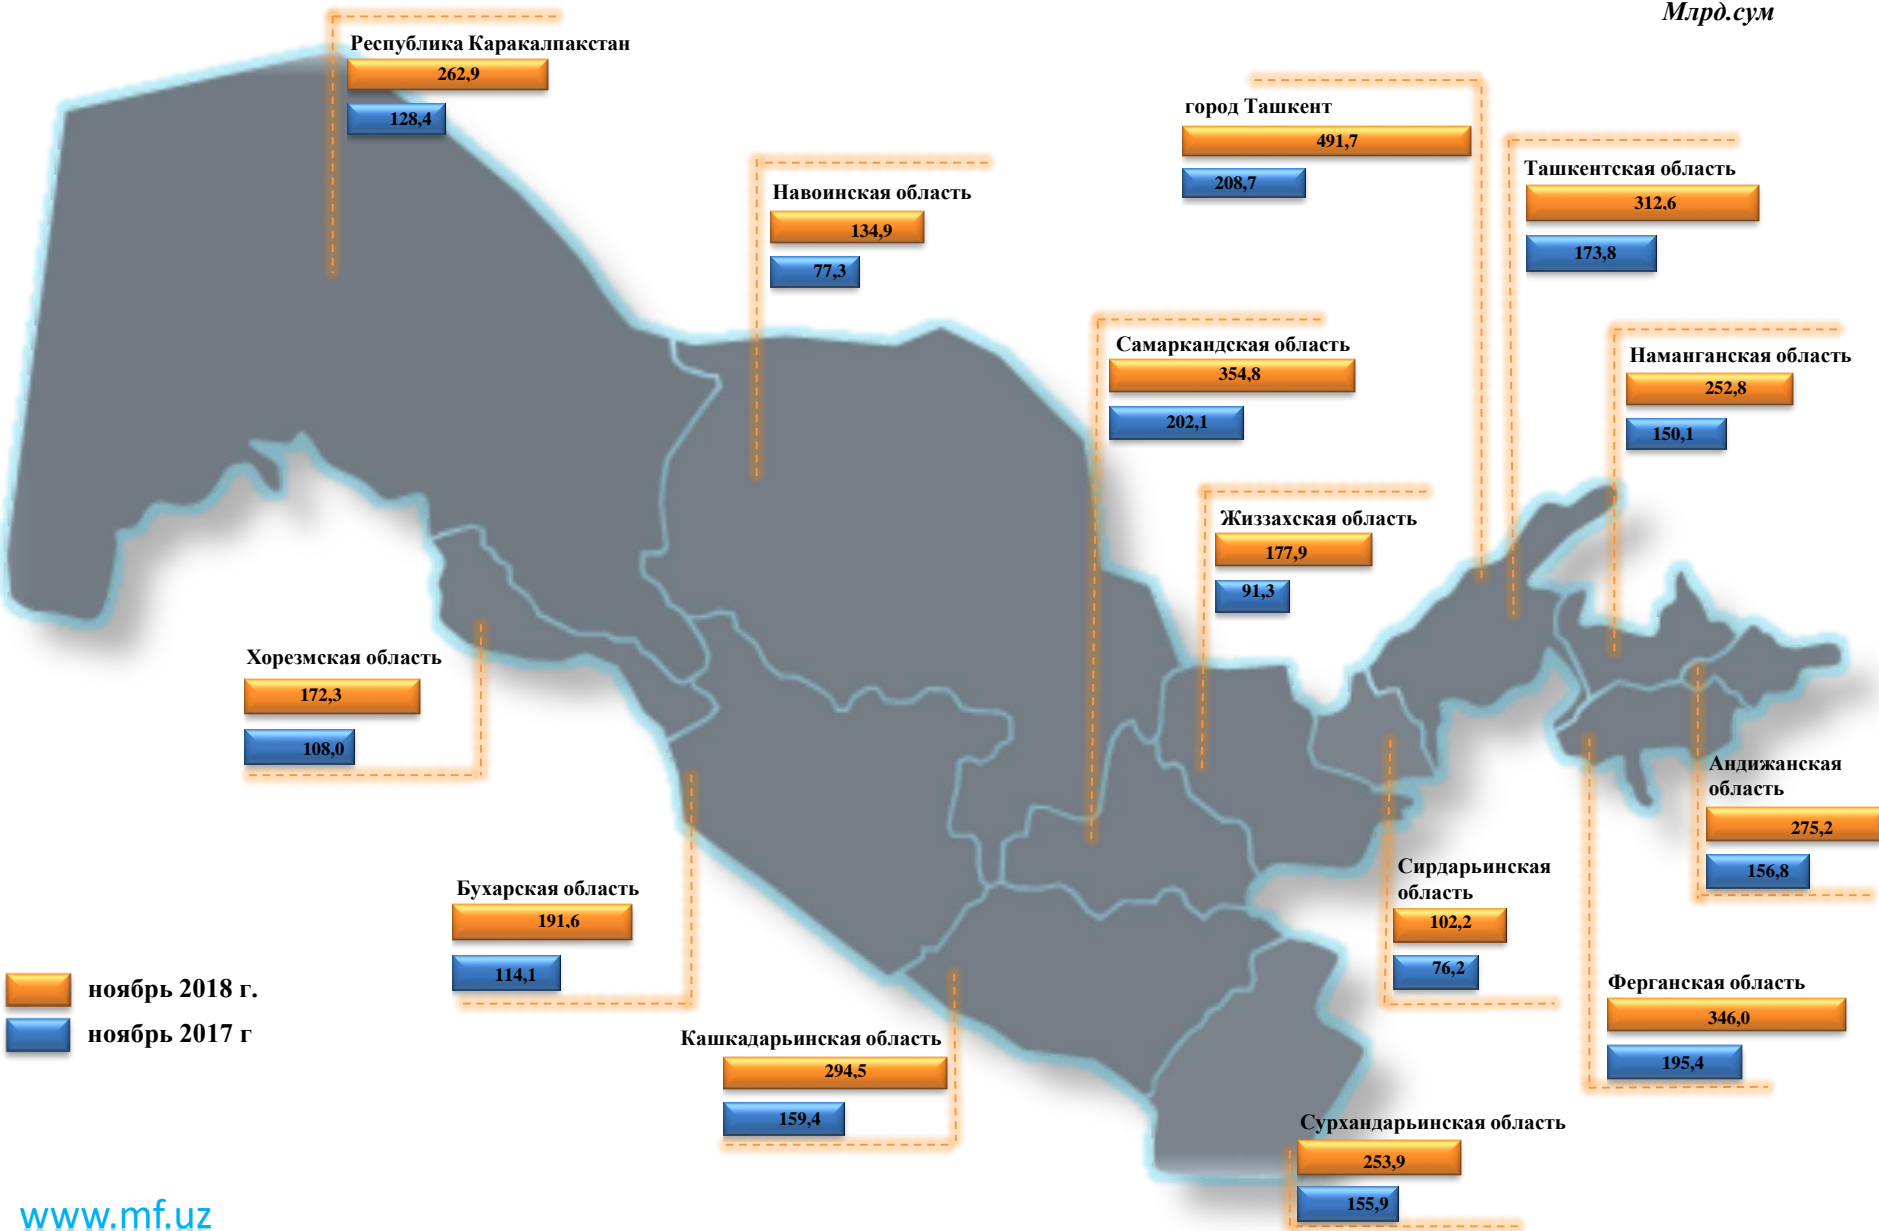 Млрд.сум
Республика Каракалпакстан
262,9
128,4
город Ташкент
491,7
208,7
Ташкентская область
312,6
173,8
Навоинская область
134,9
77,3
Самаркандская область
354,8
202,1
Наманганская область
252,8
150,1
Жиззахская область
177,9
91,3
Хорезмская область
172,3
108,0
Андижанская
область
275,2
156,8
Сирдарьинская
область
102,2
76,2
Бухарская область
191,6
114,1
Ферганская область
346,0
195,4
ноябрь 2018 г.
ноябрь 2017 г
Кашкадарьинская область
294,5
159,4
Сурхандарьинская область
253,9
155,9
www.mf.uz